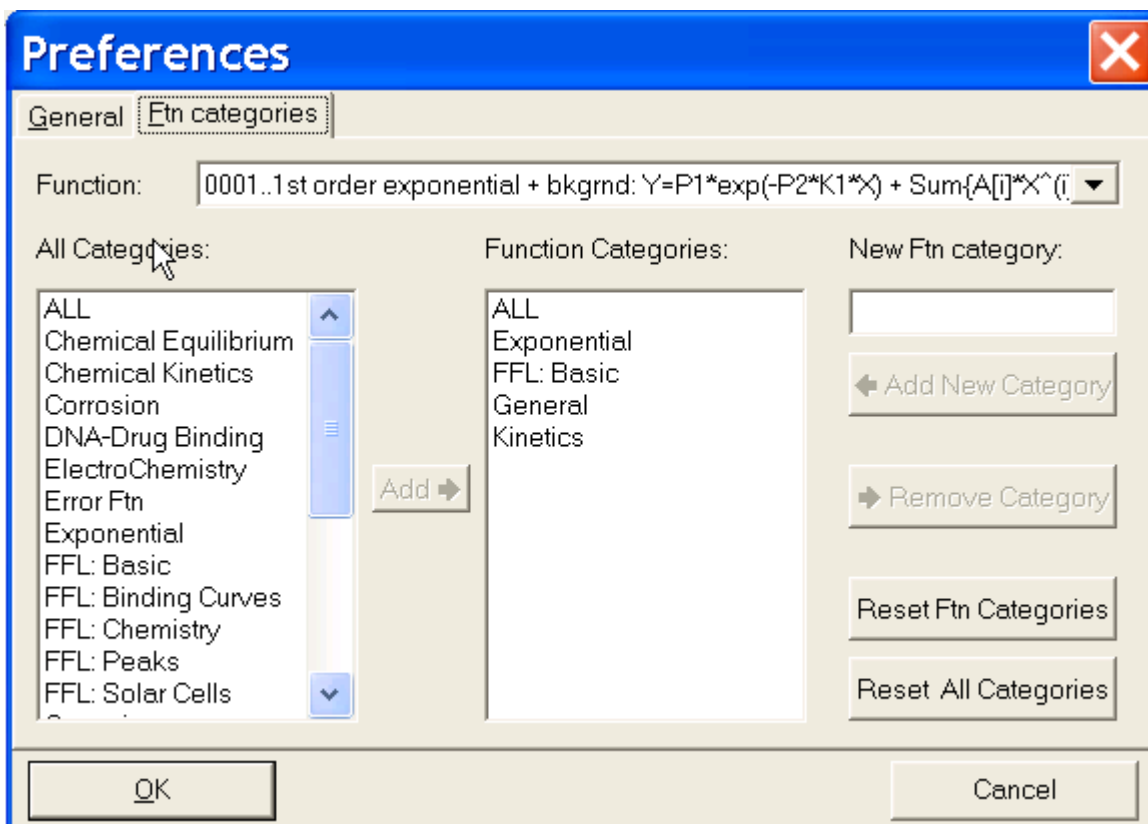 Preferences
General Ftn categories
Function: 0001..1st order exponential + bkgrnd: Y=P1*exp(-P2*K1*X) + Sum{A[i]*X^(i)
All Categories: Function Categories: New Ftn category:
ALL
Chemical Equilibrium
Chemical Kinetics
Corrosion
DNA-Drug Binding
ElectroChemistry
Error Ftn
Exponential
FFL: Basic
FFL: Binding Curves
FFL: Chemistry
FFL: Peaks
FFL: Solar Cells
Add
ALL
Exponential
FFL: Basic
General
Kinetics
Add New Category
Remove Category
Reset Ftn Categories
Reset All Categories
OK Cancel